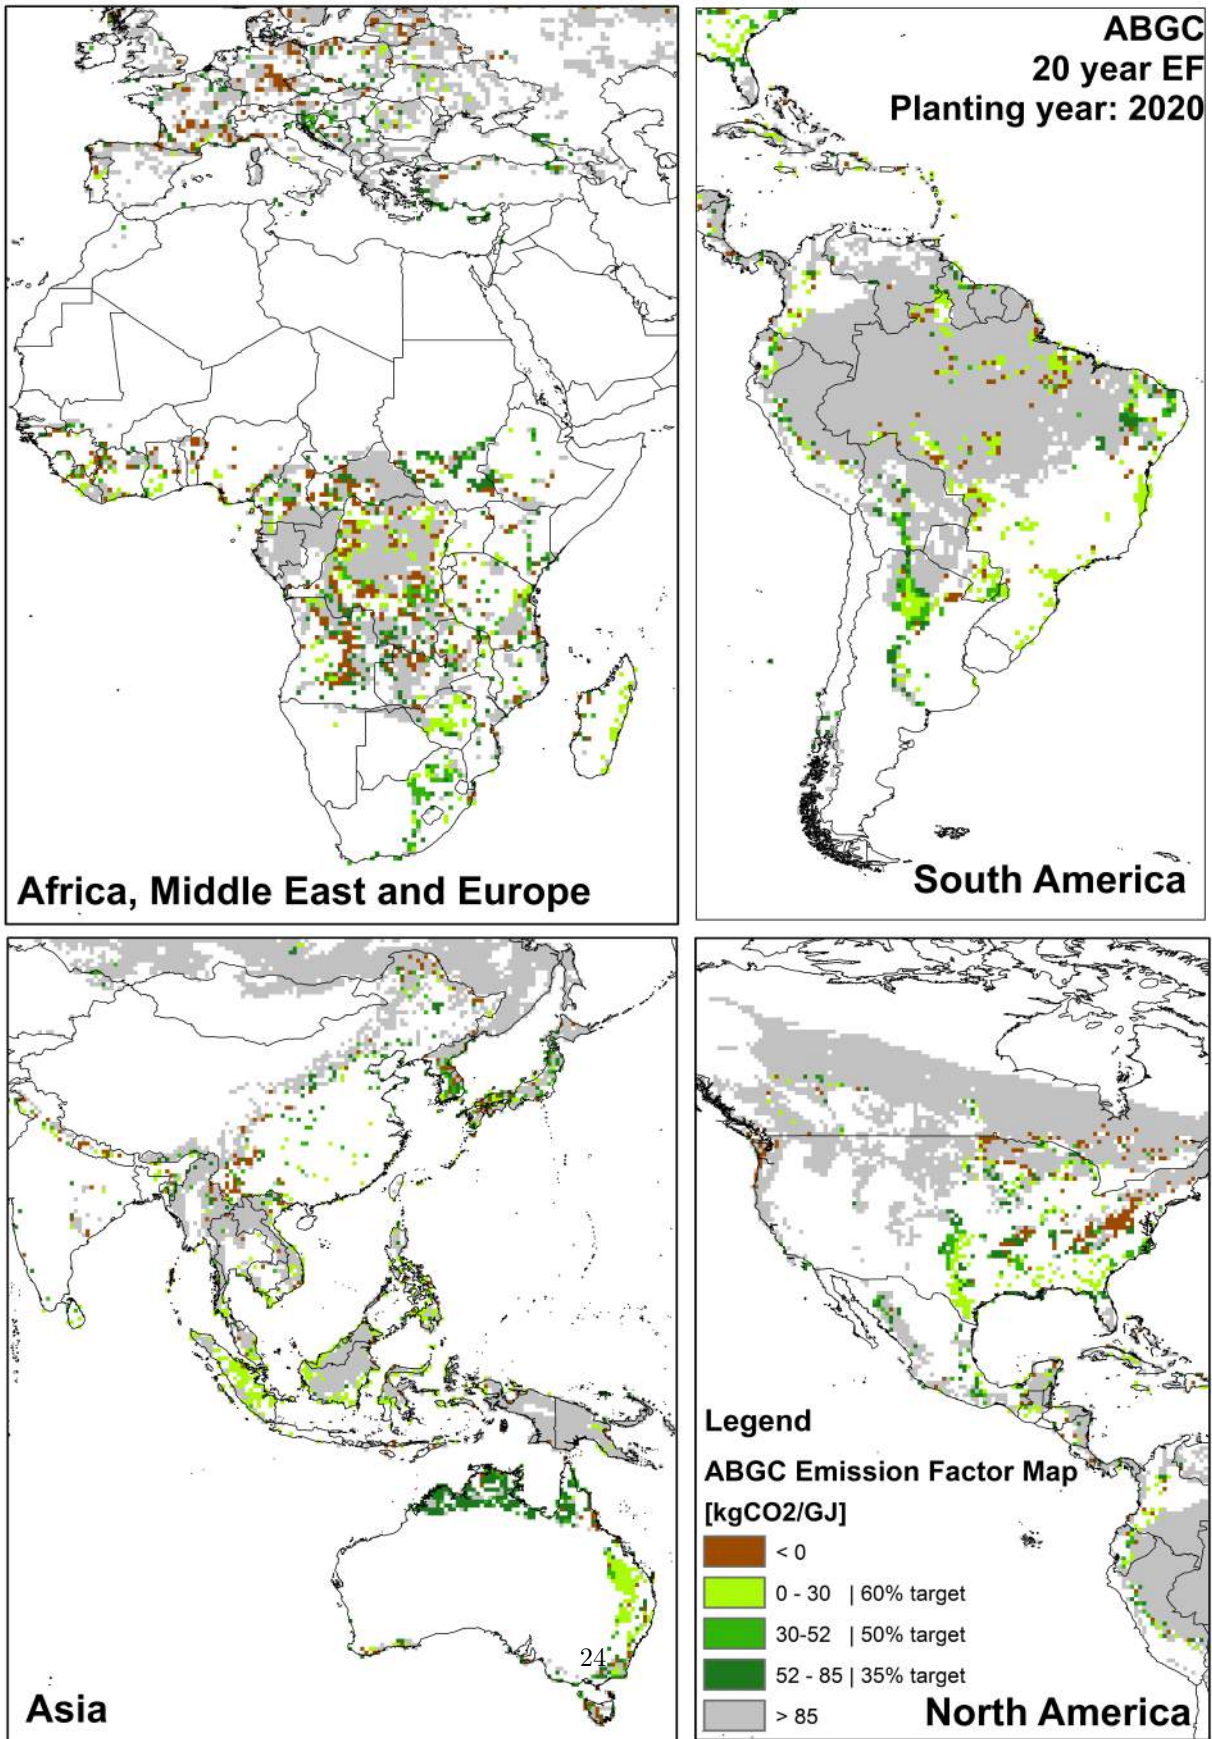 ABGC
20 year EF
Planting year: 2020
Africa, Middle East and Europe
South America
Legend
ABGC Emission Factor Map
[kgCO2/GJ]
< 0
0 - 30 | 60% target
30-52 | 50% target
52 - 85 | 35% target
> 85
24
Asia
North America